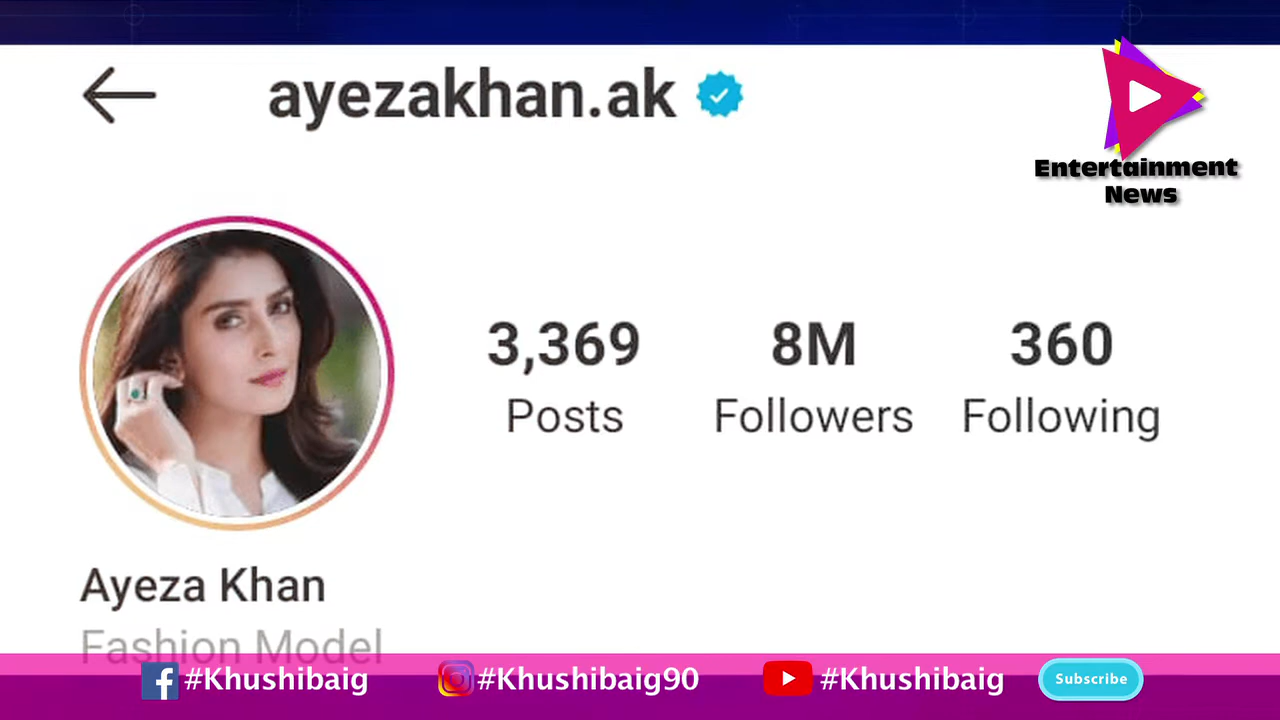 ayezakhan.ak
Entertainment
News
3,369 8M 360
Posts Followers Following
Ayeza Khan
Fashion Model
#Khushibaig #Khushibaig90 #Khushibaig Subscribe